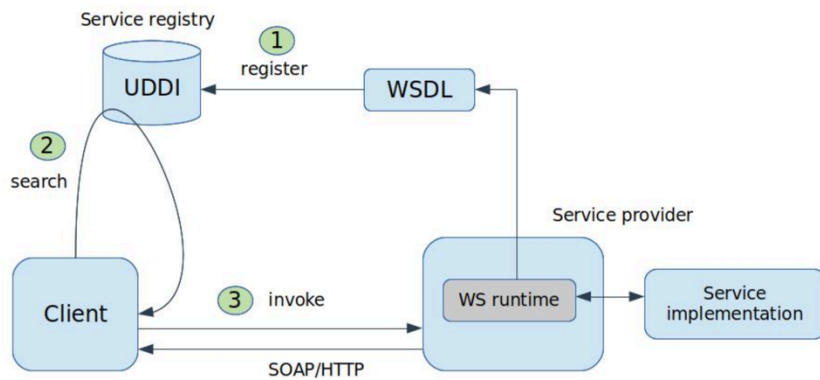 Service registry
1
register
UDDI
WSDL
2
search
Service provider
Client
3
invoke
WS runtime
Service
implementation
SOAP/HTTP